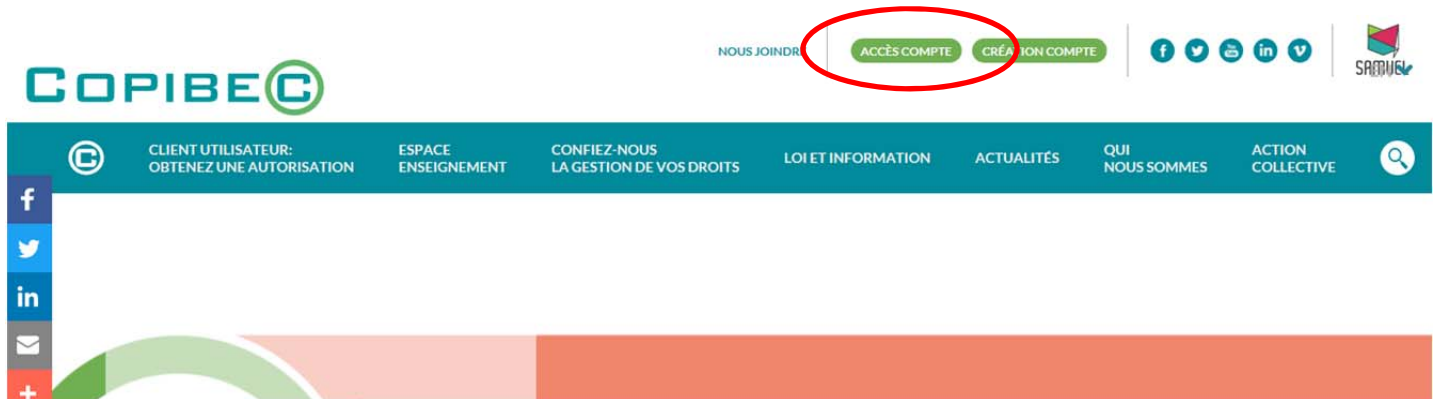 NOUS JOINDRE
ACCÈS COMPTE
CRÉATION COMPTE
SAMUEL
COPIBEC
CLIENT UTILISATEUR:
OBTENEZ UNE AUTORISATION
ESPACE
ENSEIGNEMENT
CONFIEZ-NOUS
LA GESTION DE VOS DROITS
LOI ET INFORMATION
ACTUALITÉS
QUI
NOUS SOMMES
ACTION
COLLECTIVE